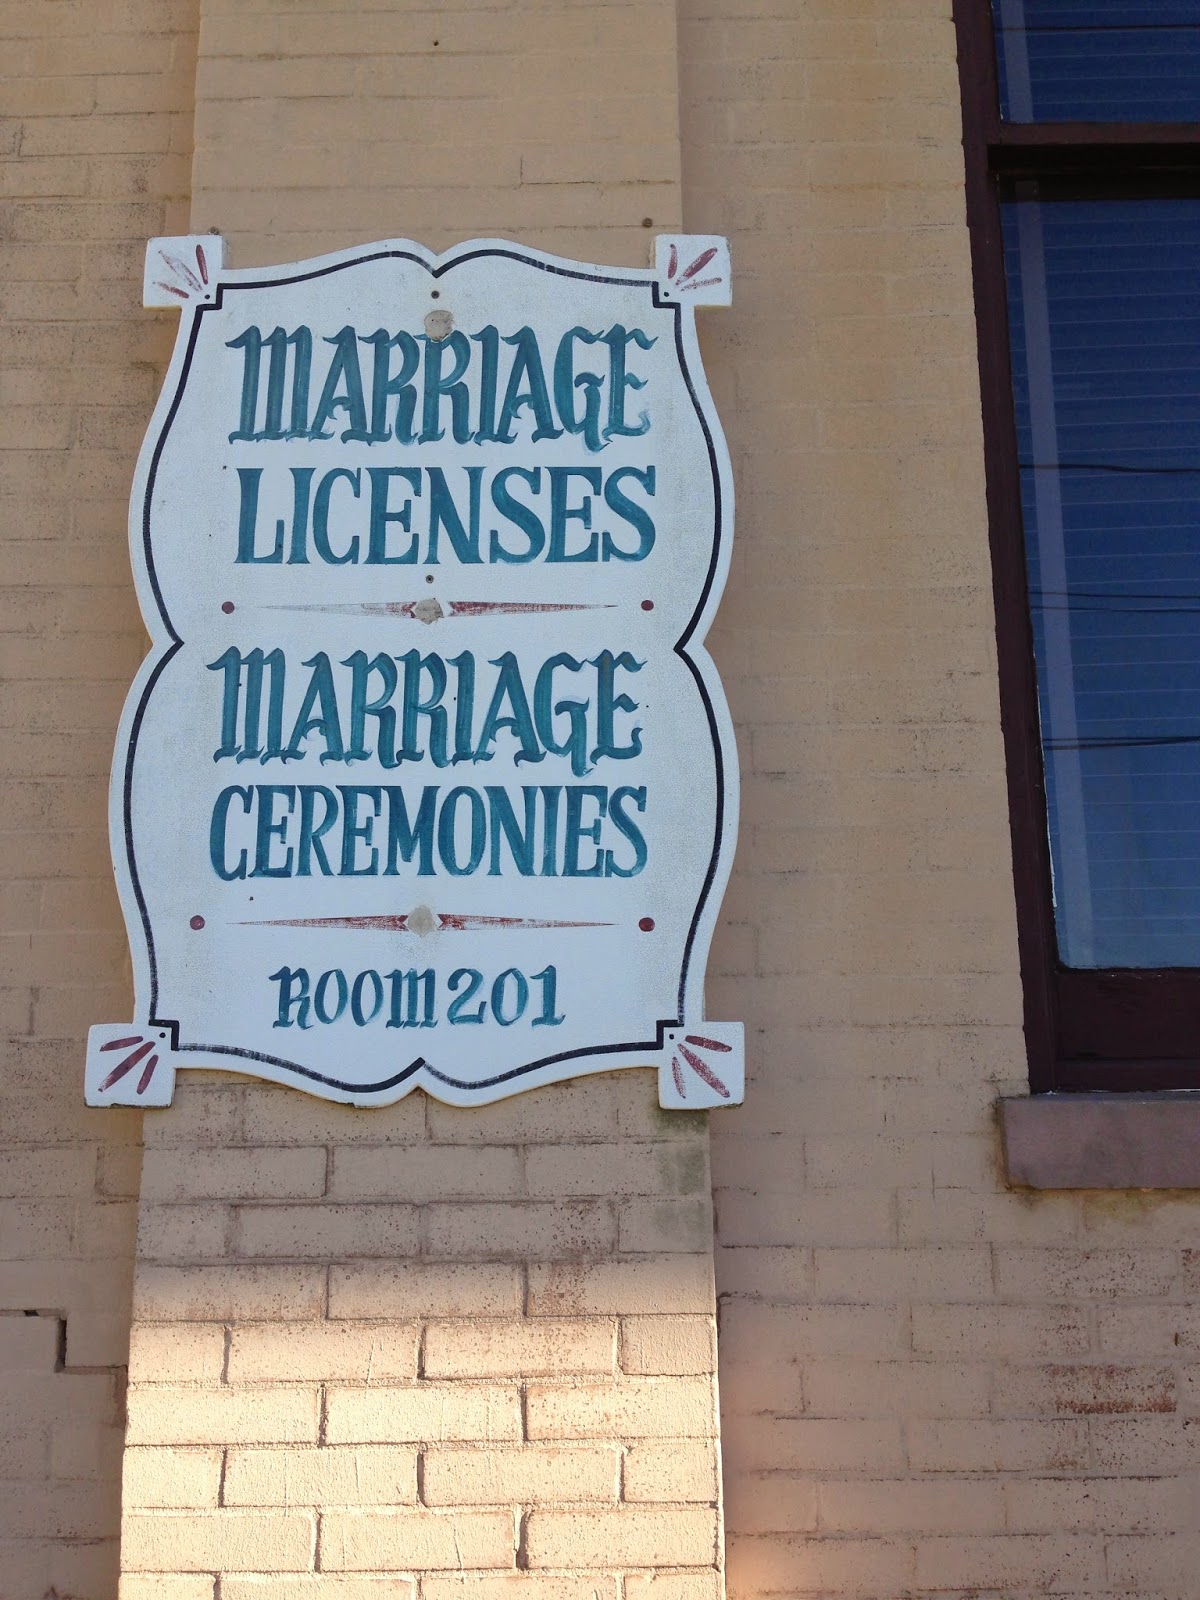 MARRIAGE
LICENSES
MARRIAGE
CEREMONIES
ROOM 201